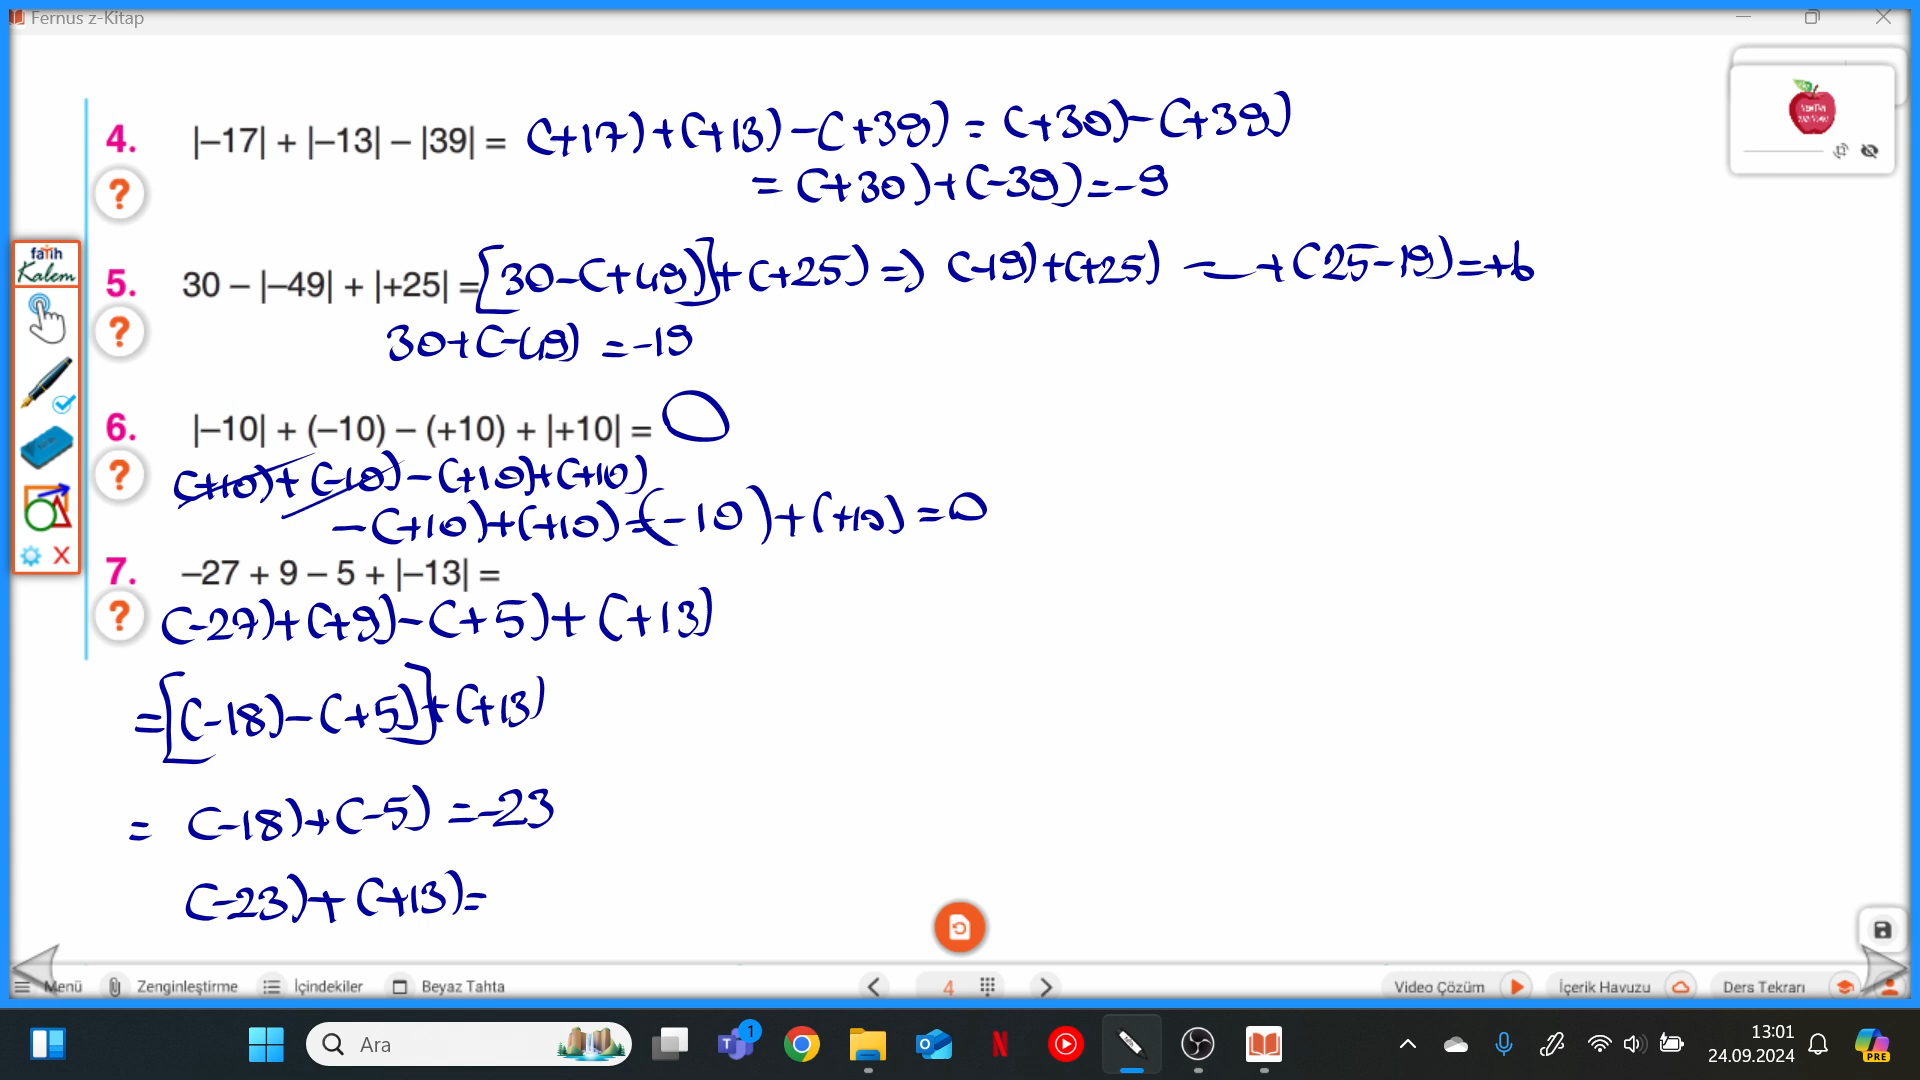 Fernus z-Kitap
4. |–17| + |–13| – |39| = (+17)+(+13)-(+39) = (+30)-(+39)
= (+30)+(-39)=-9
fatih
Kalem
5. 30 – |–49| + |+25| = [30-(+49)]+(+25) => (-19)+(+25) — +(25-19)=+6
30+(-49) =-19
6. |–10| + (–10) – (+10) + |+10| = 0
(+10)+(-10)-(+10)+(+10)
-(+10)+(+10)=(-10)+(+10)=0
7. –27 + 9 – 5 + |–13| =
(-27)+(+9)-(+5)+(+13)
=[(-18)-(+5)]+(+13)
= (-18)+(-5) =-23
(-23)+(+13)=
Menü Zenginleştirme İçindekiler Beyaz Tahta 4 Video Çözüm İçerik Havuzu Ders Tekrarı
Ara 1 13:01
24.09.2024
PRE